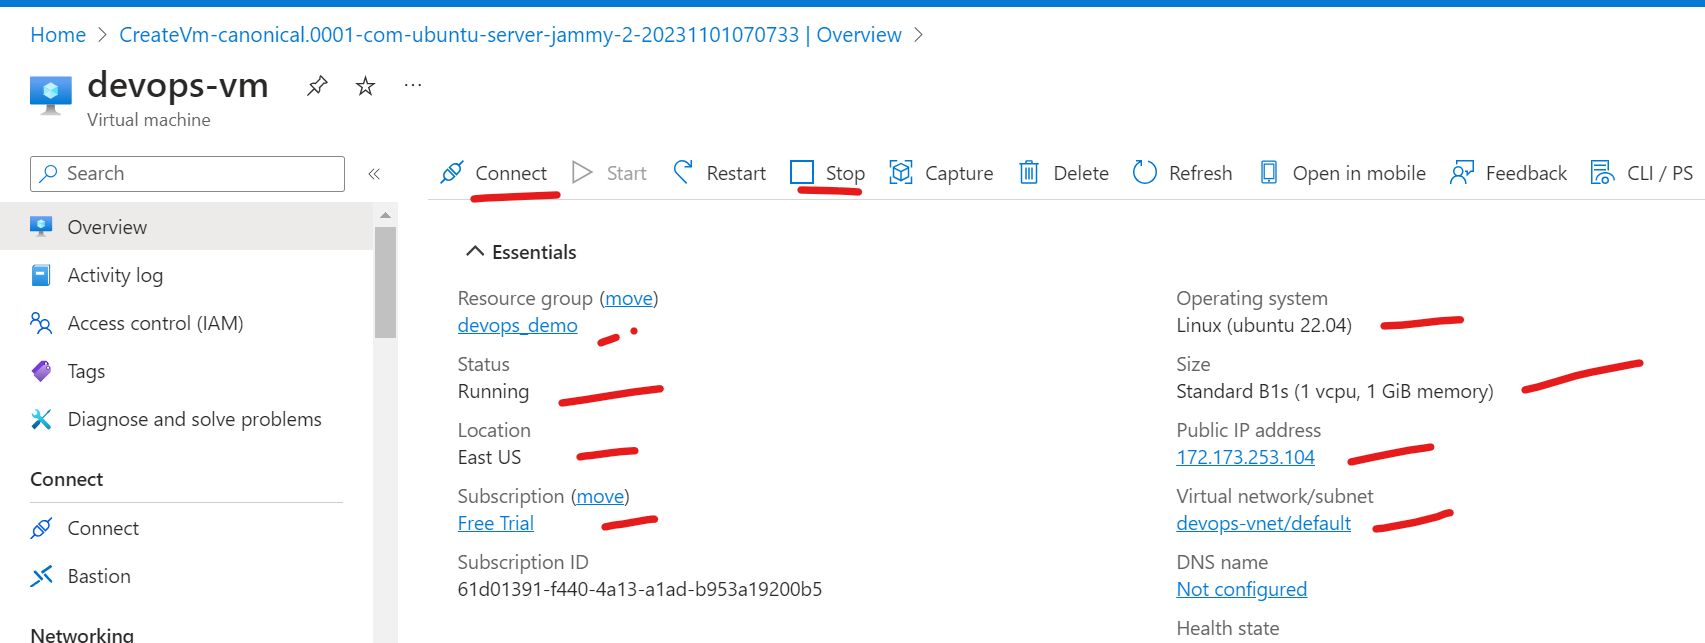 Home > CreateVm-canonical.0001-com-ubuntu-server-jammy-2-20231101070733 | Overview >
devops-vm
Virtual machine
Search
Connect Start Restart Stop Capture Delete Refresh Open in mobile Feedback CLI / PS
Overview
Activity log
Access control (IAM)
Tags
Diagnose and solve problems
Connect
Connect
Bastion
Networking
Essentials
Resource group (move)
devops_demo
Status
Running
Location
East US
Subscription (move)
Free Trial
Subscription ID
61d01391-f440-4a13-a1ad-b953a19200b5
Operating system
Linux (ubuntu 22.04)
Size
Standard B1s (1 vcpu, 1 GiB memory)
Public IP address
172.173.253.104
Virtual network/subnet
devops-vnet/default
DNS name
Not configured
Health state